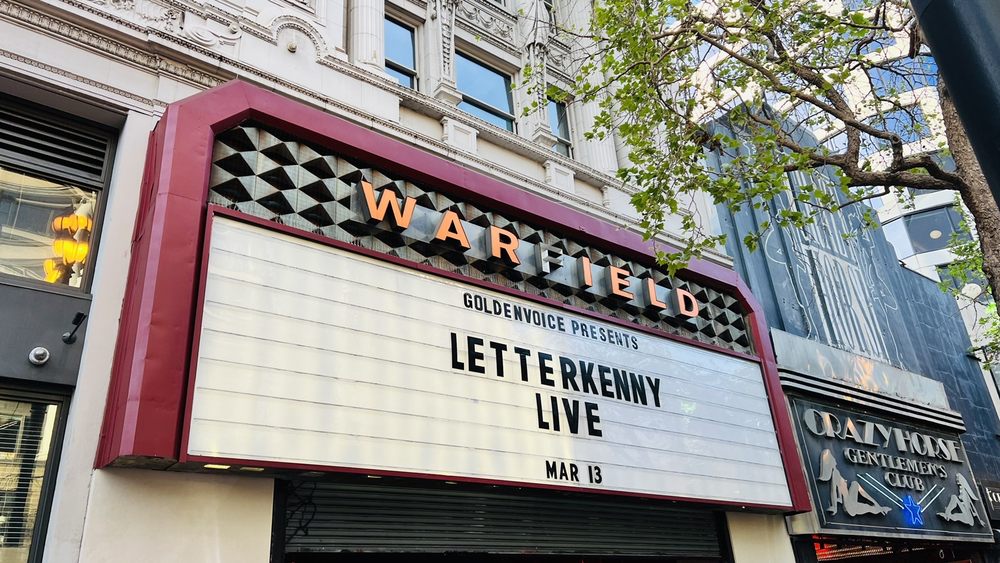 WARFIELD
GOLDENVOICE PRESENTS
LETTERKENNY
LIVE
MAR 13
CRAZY HORSE
GENTLEMEN'S
CLUB